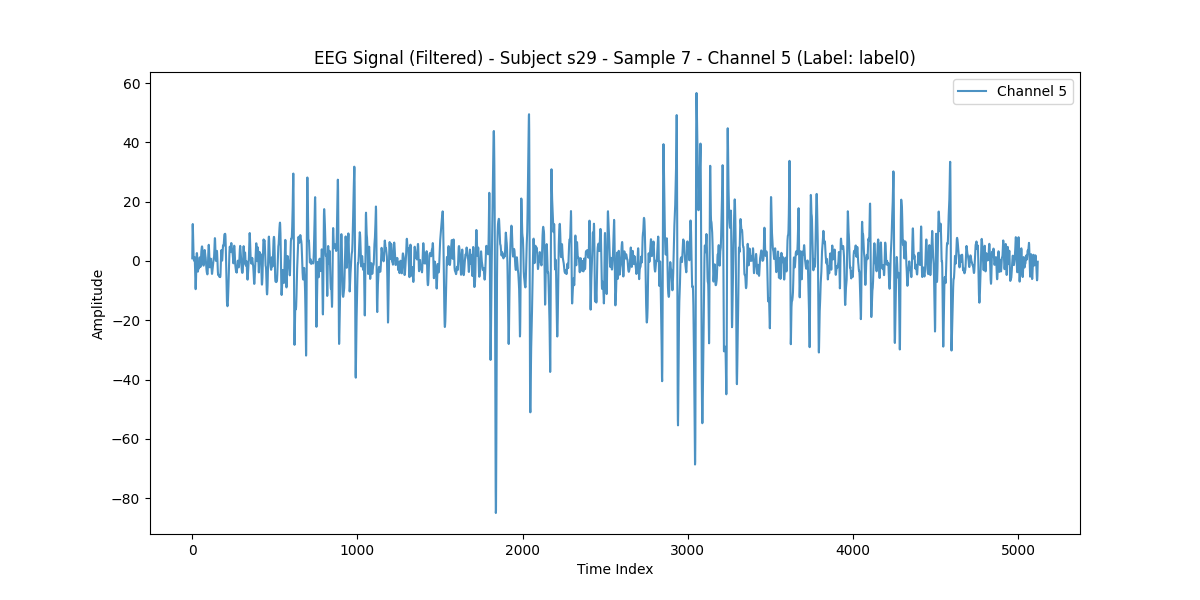 EEG Signal (Filtered) - Subject s29 - Sample 7 - Channel 5 (Label: label0)
Channel 5
60
40
20
0
−20
−40
−60
−80
Amplitude
0 1000 2000 3000 4000 5000
Time Index